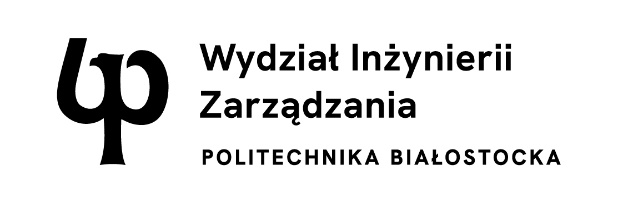 Wydział Inżynierii
Zarządzania
POLITECHNIKA BIAŁOSTOCKA